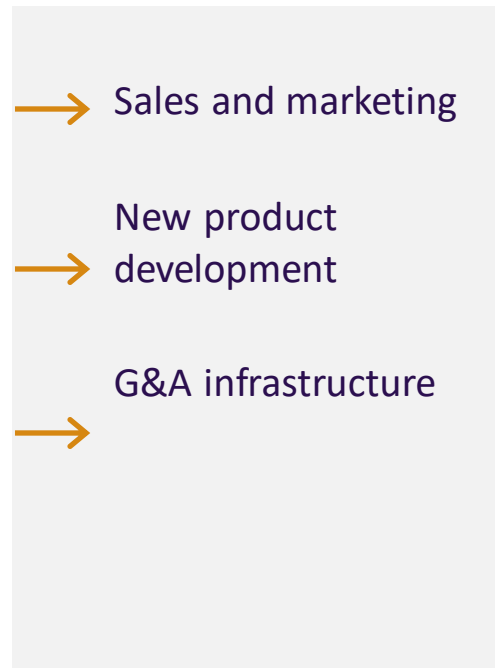 Sales and marketing
New product
development
G&A infrastructure